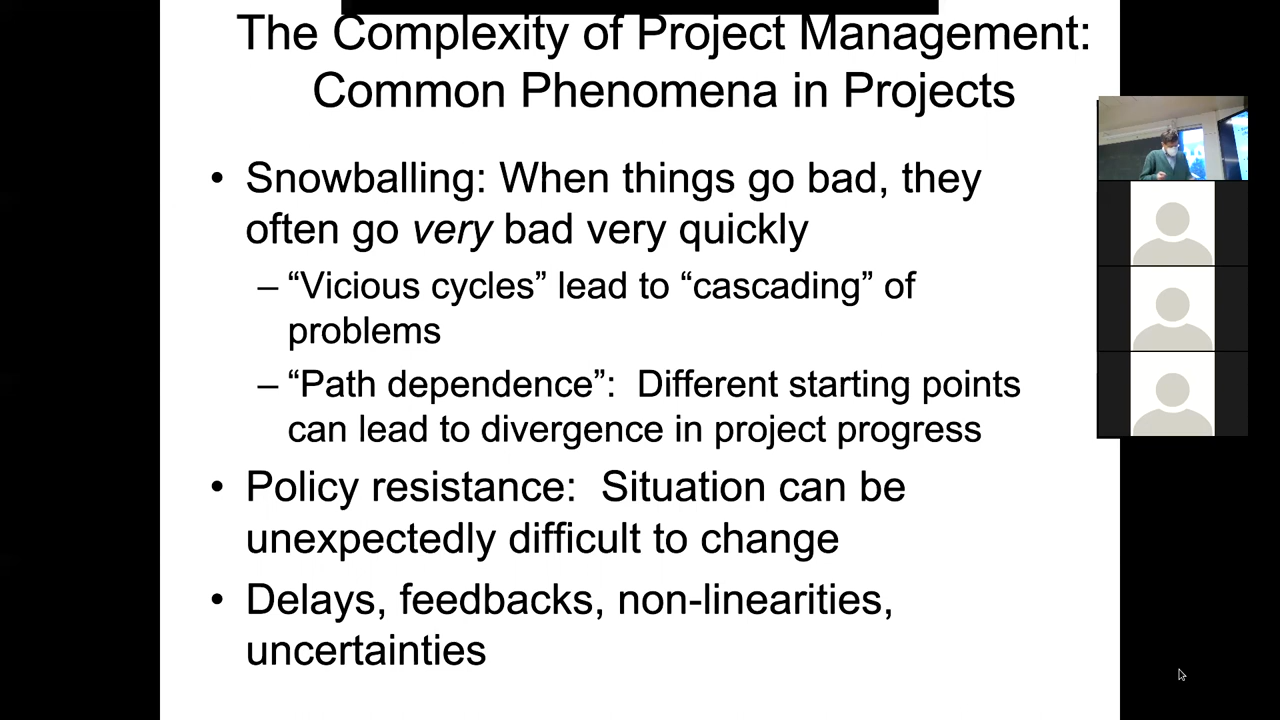 The Complexity of Project Management:
Common Phenomena in Projects
• Snowballing: When things go bad, they
often go very bad very quickly
– “Vicious cycles” lead to “cascading” of
problems
– “Path dependence”: Different starting points
can lead to divergence in project progress
• Policy resistance: Situation can be
unexpectedly difficult to change
• Delays, feedbacks, non-linearities,
uncertainties